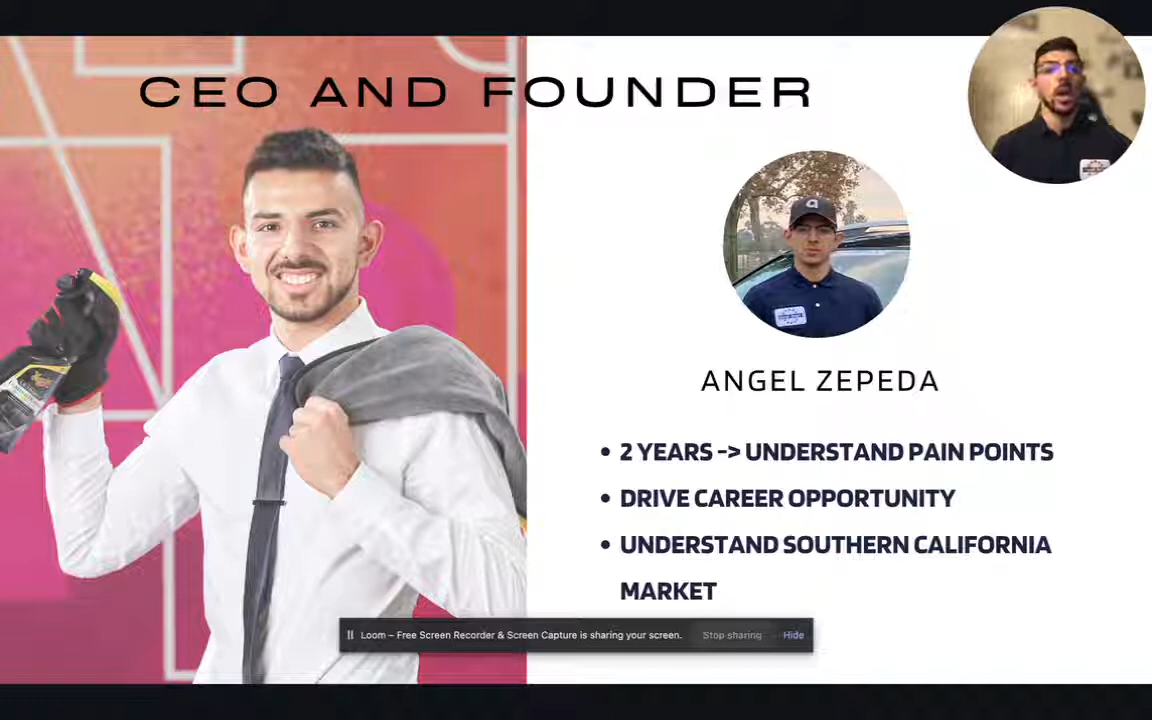 CEO AND FOUNDER
ANGEL ZEPEDA
• 2 YEARS -> UNDERSTAND PAIN POINTS
• DRIVE CAREER OPPORTUNITY
• UNDERSTAND SOUTHERN CALIFORNIA
MARKET
Loom – Free Screen Recorder & Screen Capture is sharing your screen. Stop sharing Hide